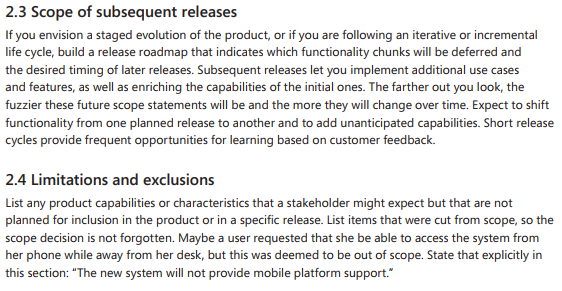 2.3 Scope of subsequent releases
If you envision a staged evolution of the product, or if you are following an iterative or incremental
life cycle, build a release roadmap that indicates which functionality chunks will be deferred and
the desired timing of later releases. Subsequent releases let you implement additional use cases
and features, as well as enriching the capabilities of the initial ones. The farther out you look, the
fuzzier these future scope statements will be and the more they will change over time. Expect to shift
functionality from one planned release to another and to add unanticipated capabilities. Short release
cycles provide frequent opportunities for learning based on customer feedback.
2.4 Limitations and exclusions
List any product capabilities or characteristics that a stakeholder might expect but that are not
planned for inclusion in the product or in a specific release. List items that were cut from scope, so the
scope decision is not forgotten. Maybe a user requested that she be able to access the system from
her phone while away from her desk, but this was deemed to be out of scope. State that explicitly in
this section: “The new system will not provide mobile platform support.”